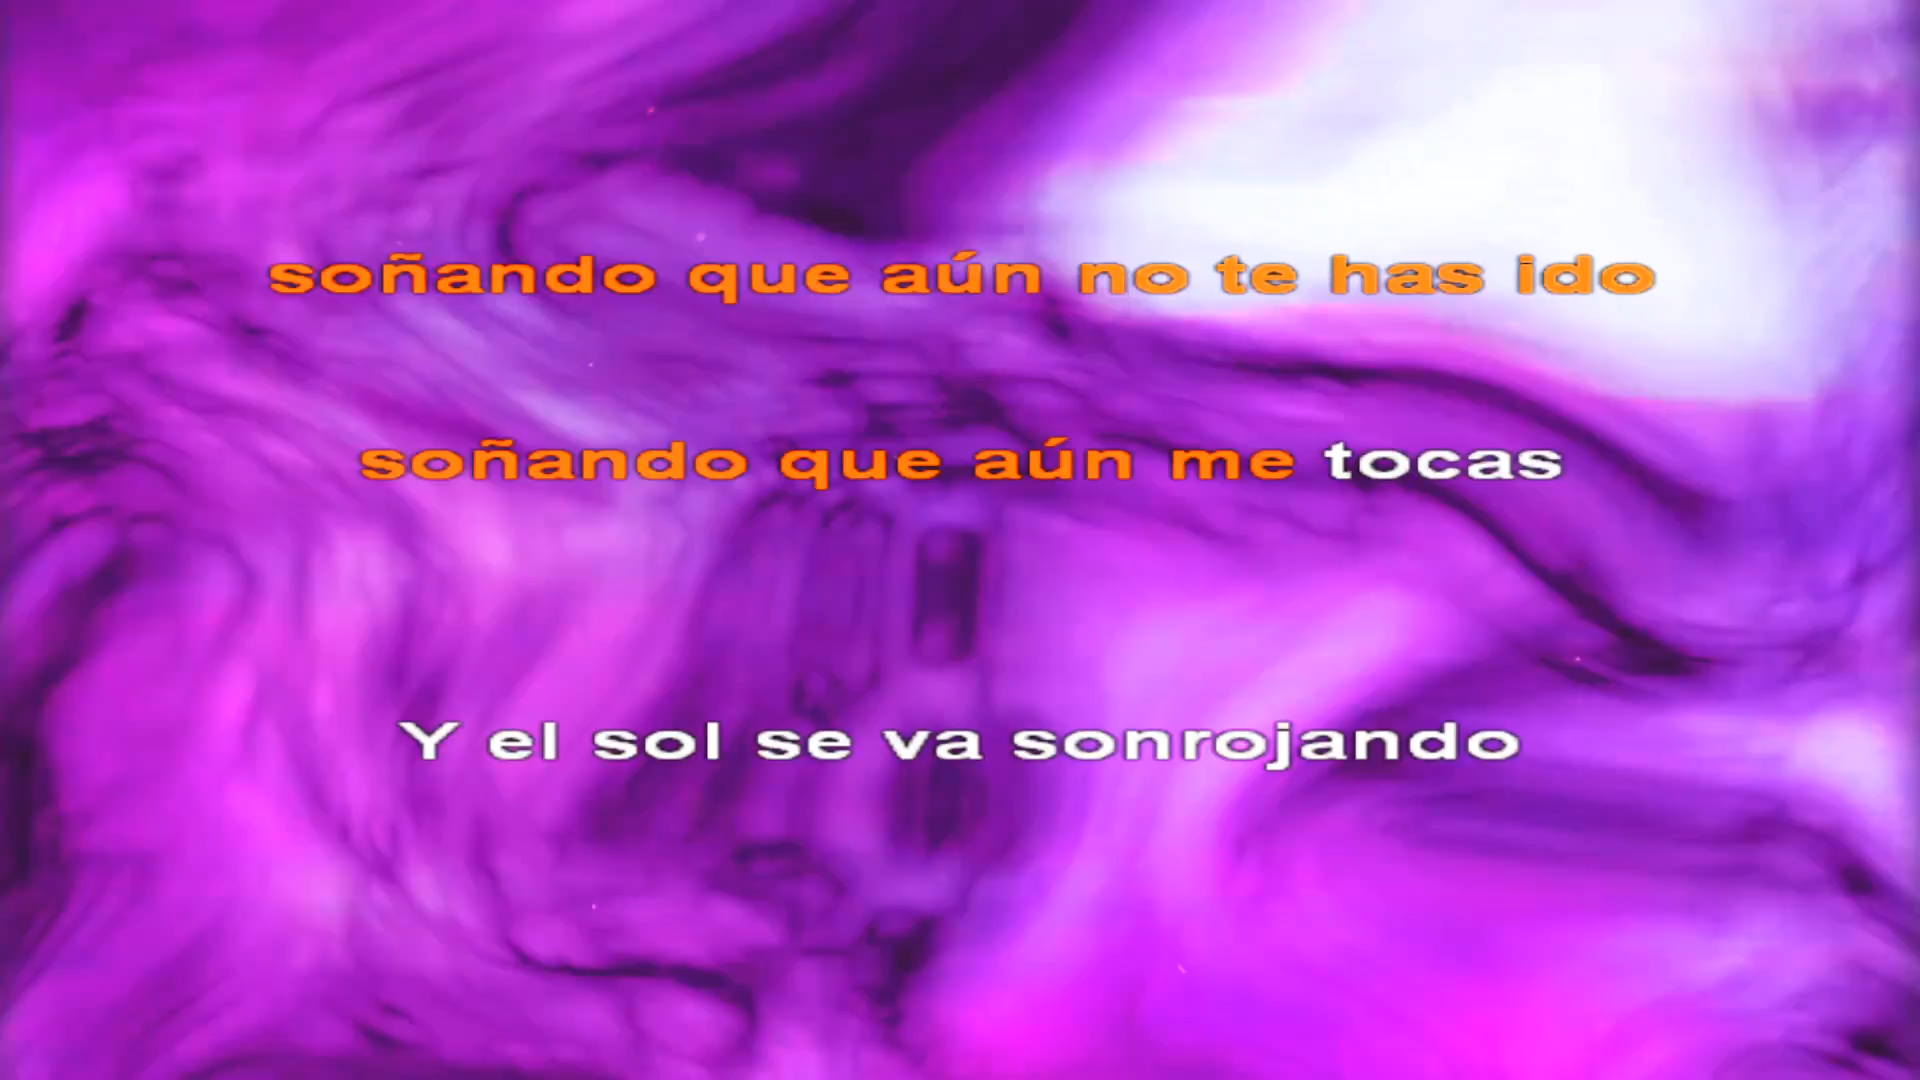 soñando que aún no te has ido
soñando que aún me tocas
Y el sol se va sonrojando